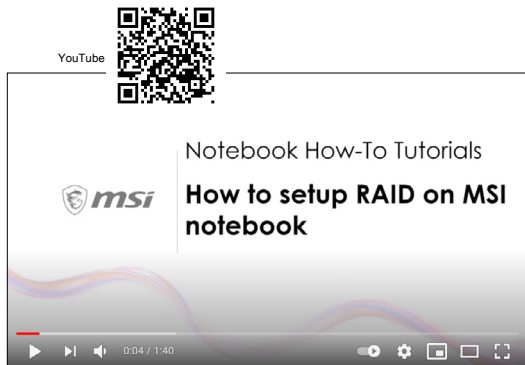 YouTube
Notebook How-To Tutorials
msi
How to setup RAID on MSI
notebook
0:04 / 1:40